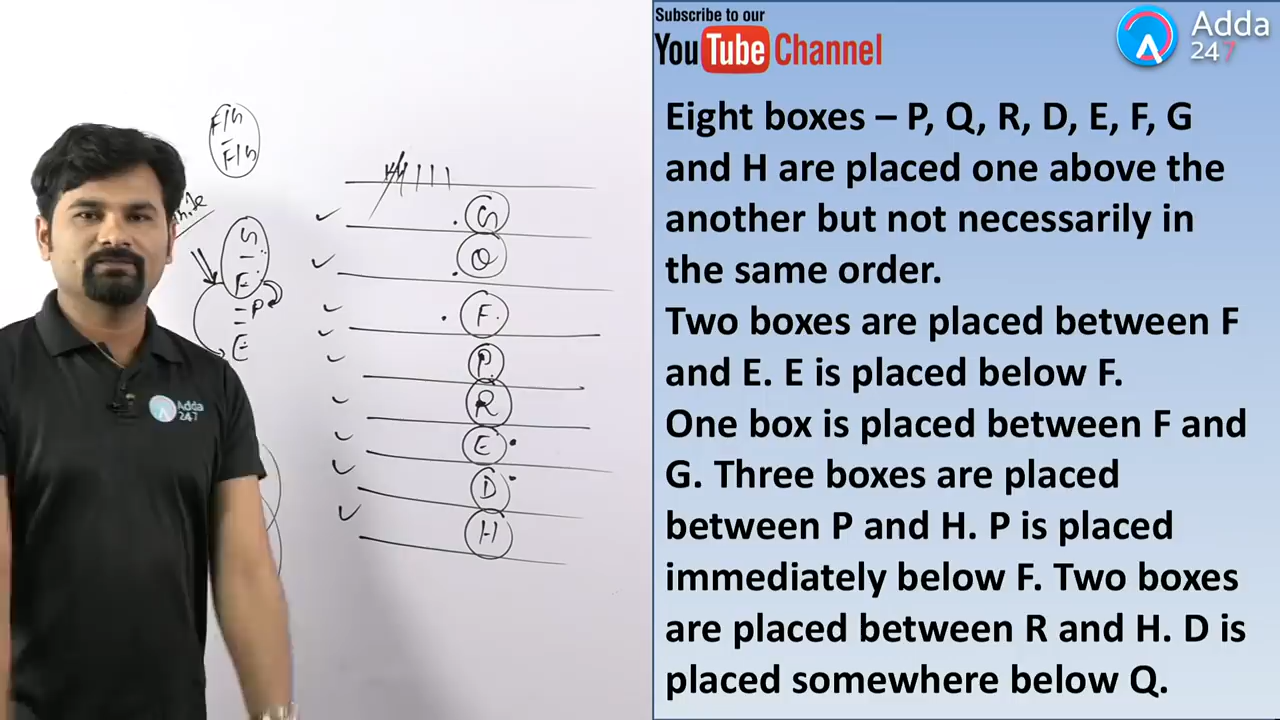 Subscribe to our
YouTube Channel
Adda
247
Eight boxes – P, Q, R, D, E, F, G
and H are placed one above the
another but not necessarily in
the same order.
Two boxes are placed between F
and E. E is placed below F.
One box is placed between F and
G. Three boxes are placed
between P and H. P is placed
immediately below F. Two boxes
are placed between R and H. D is
placed somewhere below Q.
F/G
F/G
G
F
P
E
G
Q
F
P
R
E
D
H
Adda
247